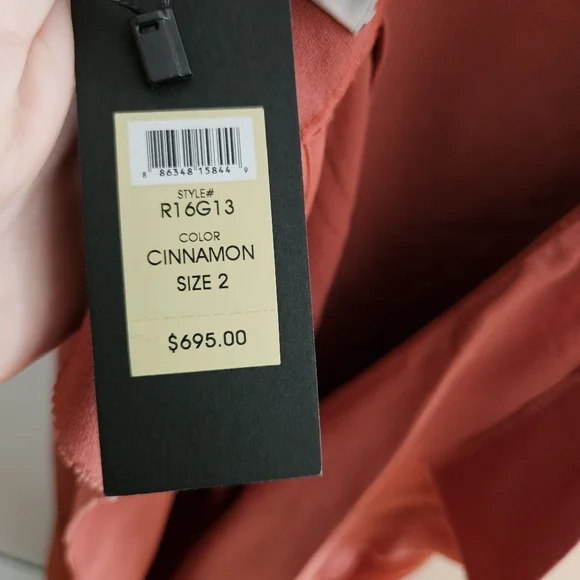 8 86348 15844 9
STYLE#
R16G13
COLOR
CINNAMON
SIZE 2
$695.00